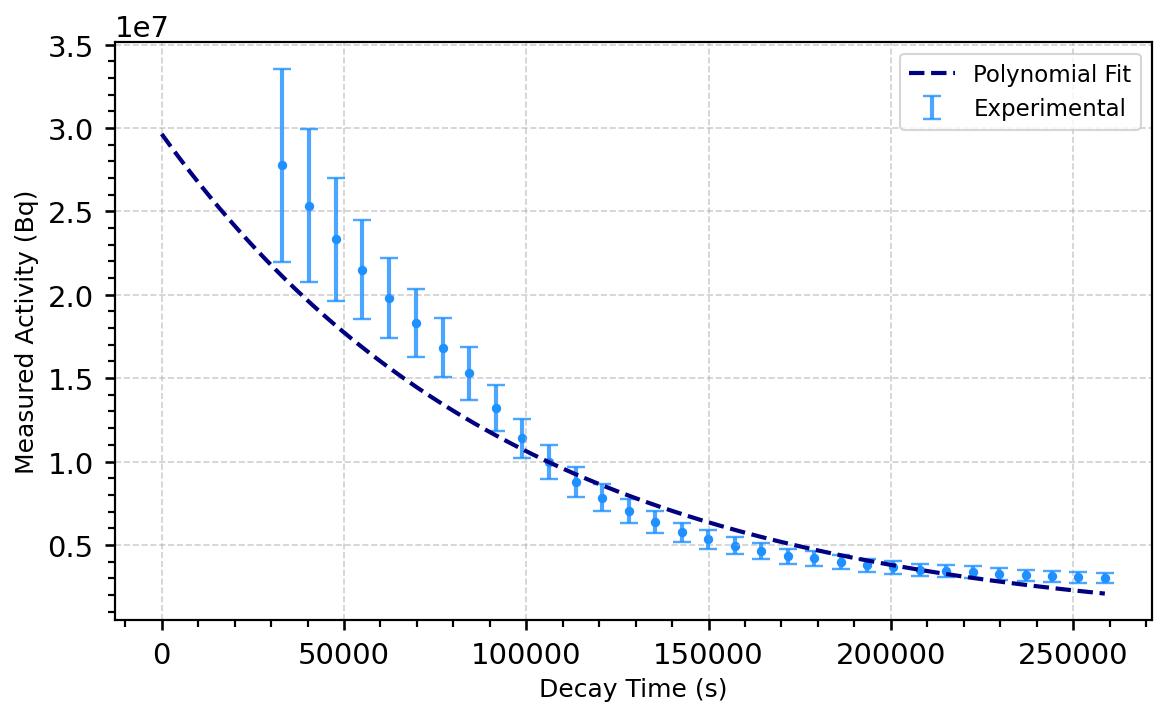 1e7
3.5
3.0
2.5
2.0
1.5
1.0
0.5
Measured Activity (Bq)
Polynomial Fit
Experimental
0 50000 100000 150000 200000 250000
Decay Time (s)